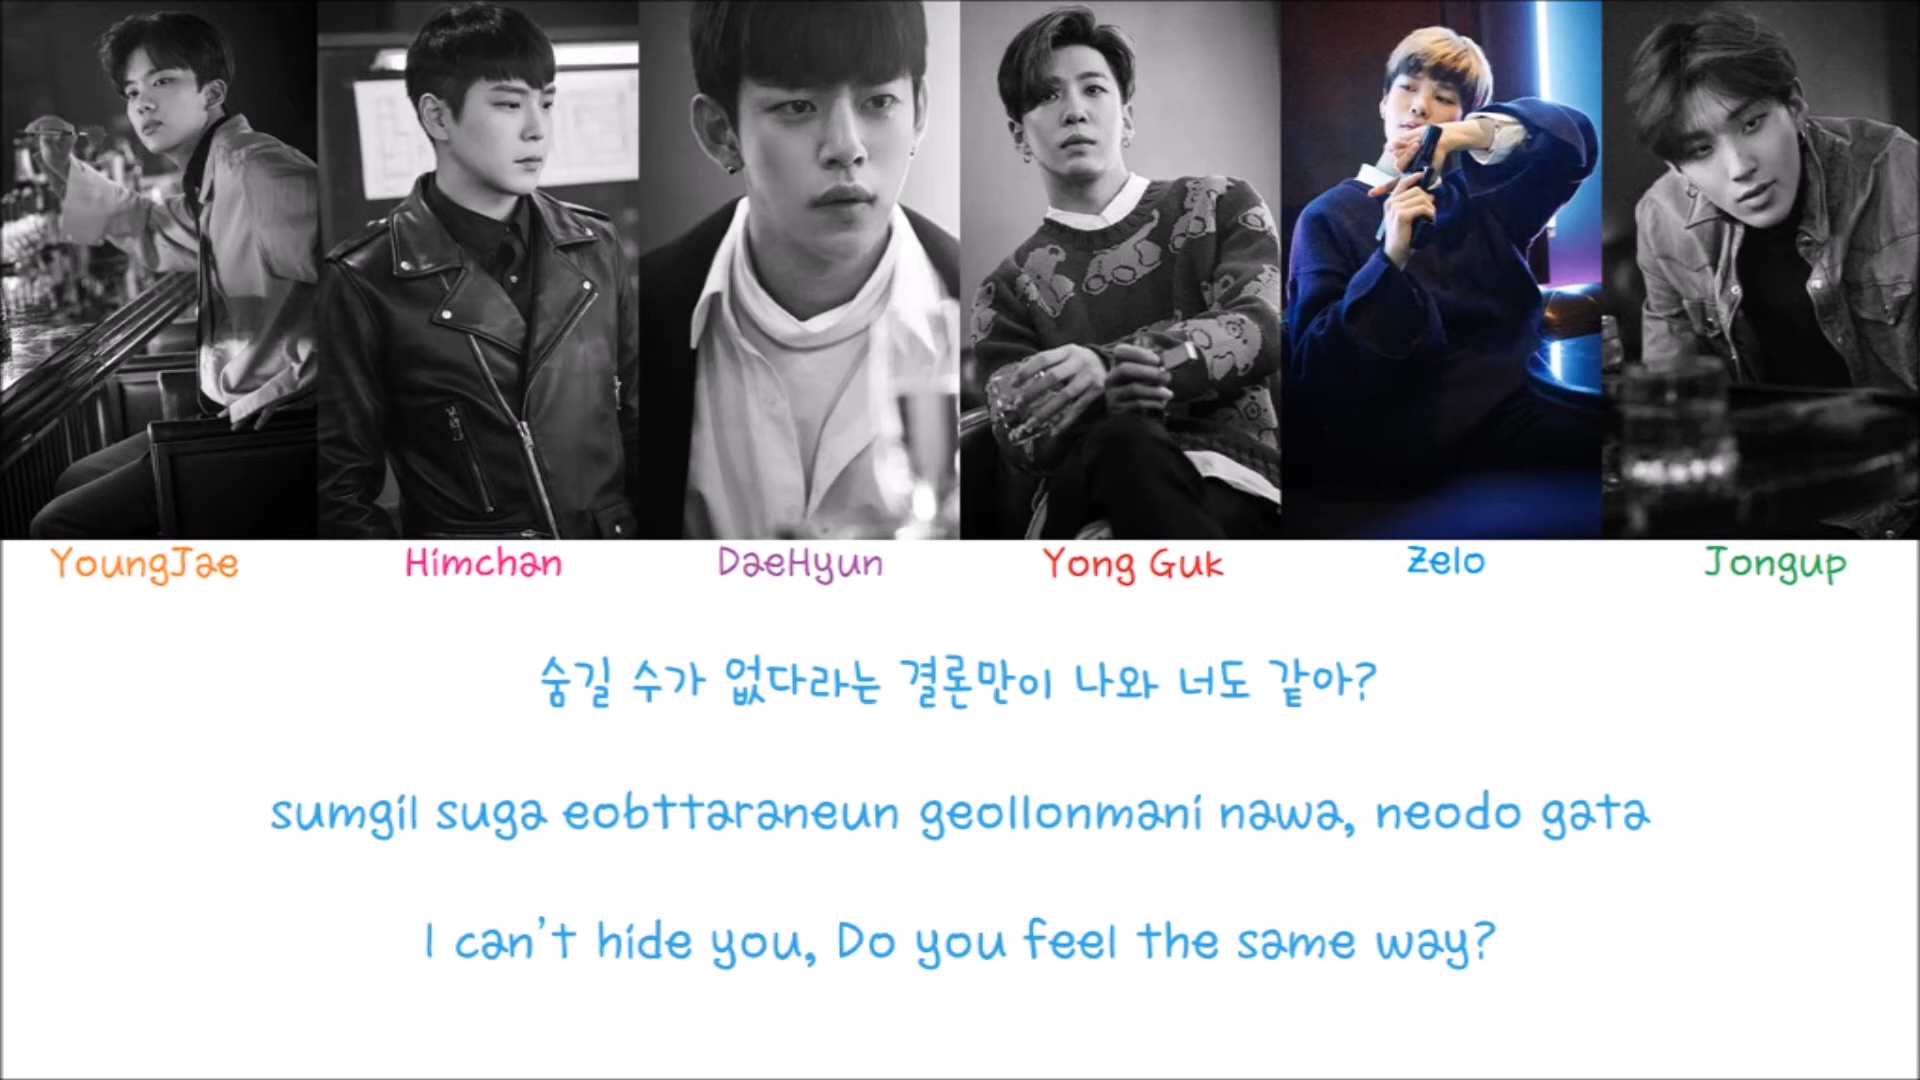 YoungJae Himchan DaeHyun Yong Guk Zelo Jongup
숨길 수가 없다라는 결론만이 나와 너도 같아?
sumgil suga eobttaraneun geollonmani nawa, neodo gata
I can't hide you, Do you feel the same way?